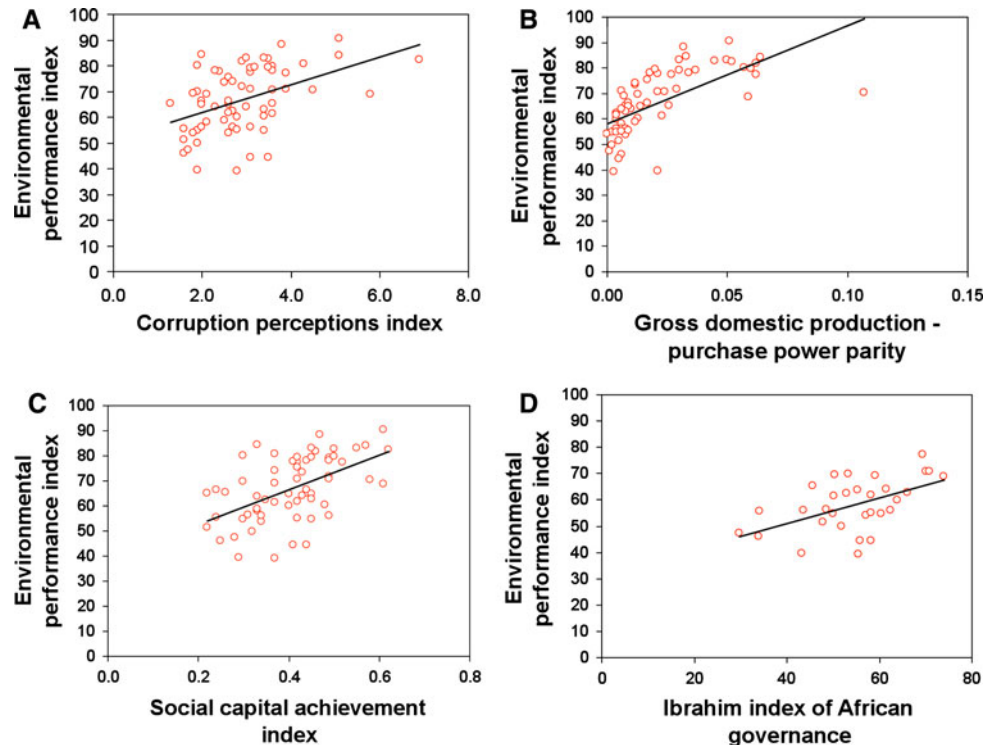 A
Environmental
performance index
100
90
80
70
60
50
40
30
20
10
0
0.0 2.0 4.0 6.0 8.0
Corruption perceptions index
B
Environmental
performance index
100
90
80
70
60
50
40
30
20
10
0
0.00 0.05 0.10 0.15
Gross domestic production -
purchase power parity
C
Environmental
performance index
100
90
80
70
60
50
40
30
20
10
0
0.0 0.2 0.4 0.6 0.8
Social capital achievement
index
D
Environmental
performance index
100
90
80
70
60
50
40
30
20
10
0
0 20 40 60 80
Ibrahim index of African
governance